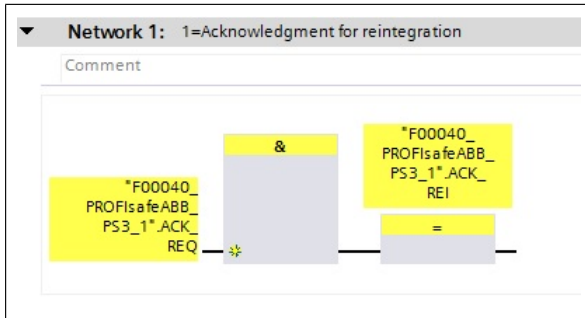 Network 1: 1=Acknowledgment for reintegration
Comment
&
"F00040_
PROFIsafeABB_
PS3_1".ACK_
REI
=
"F00040_
PROFIsafeABB_
PS3_1".ACK_
REQ